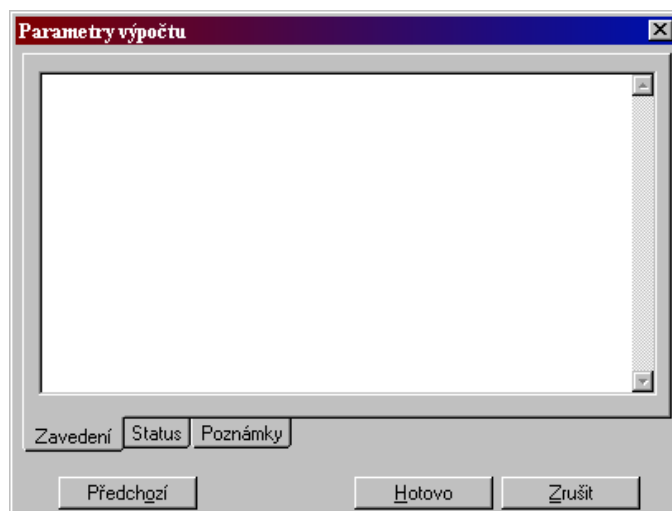 Parametry výpočtu
Zavedení Status Poznámky
Předchozí Hotovo Zrušit